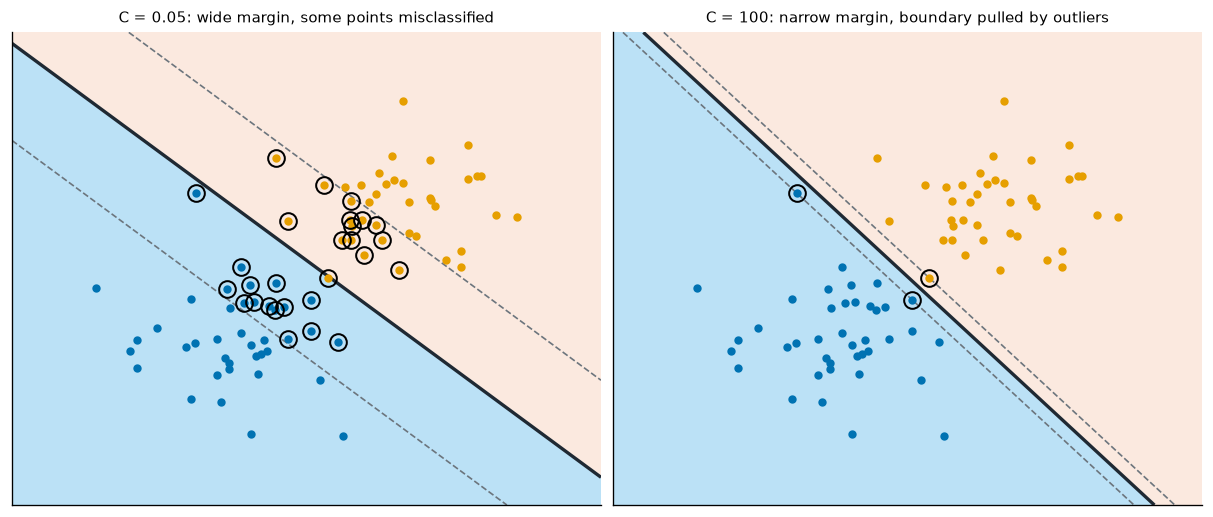 C = 0.05: wide margin, some points misclassified
C = 100: narrow margin, boundary pulled by outliers